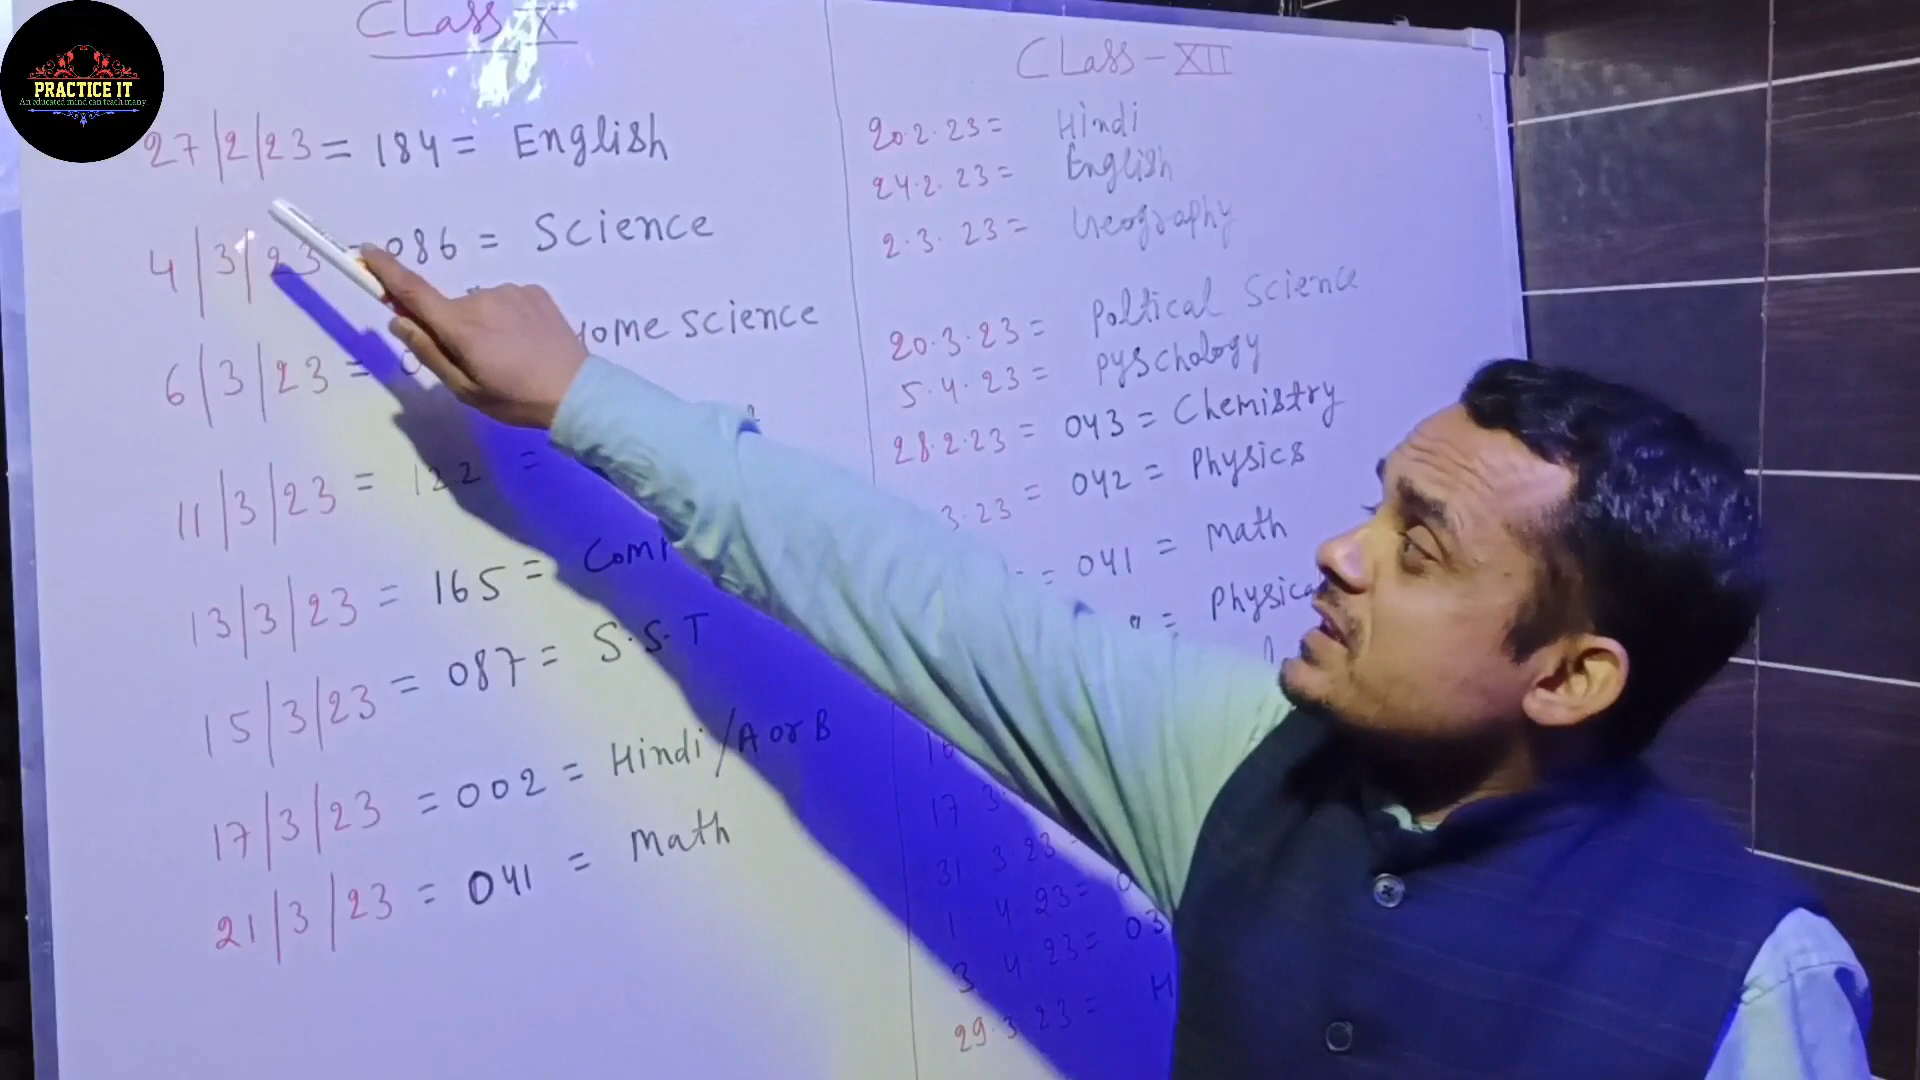 PRACTICE IT
An educated mind can teach many.
Class X
27/2/23 = 184 = English
4/3/23 = 086 = Science
6/3/23 = Home Science
11/3/23 = 122 =
13/3/23 = 165 =
15/3/23 = 087 = S.S.T
17/3/23 = 002 = Hindi/A or B
21/3/23 = 041 = Math
Class-XII
20.2.23 = Hindi
24.2.23 = English
2.3.23 = Geography
20.3.23 = Poltical Science
5.4.23 = Pyschology
28.2.23 = 043 = Chemistry
3.23 = 042 = Physics
= 041 = Math
=
17 3
31 3.23
1 4 23 =
3 4.23 = 03
29.3.23 =